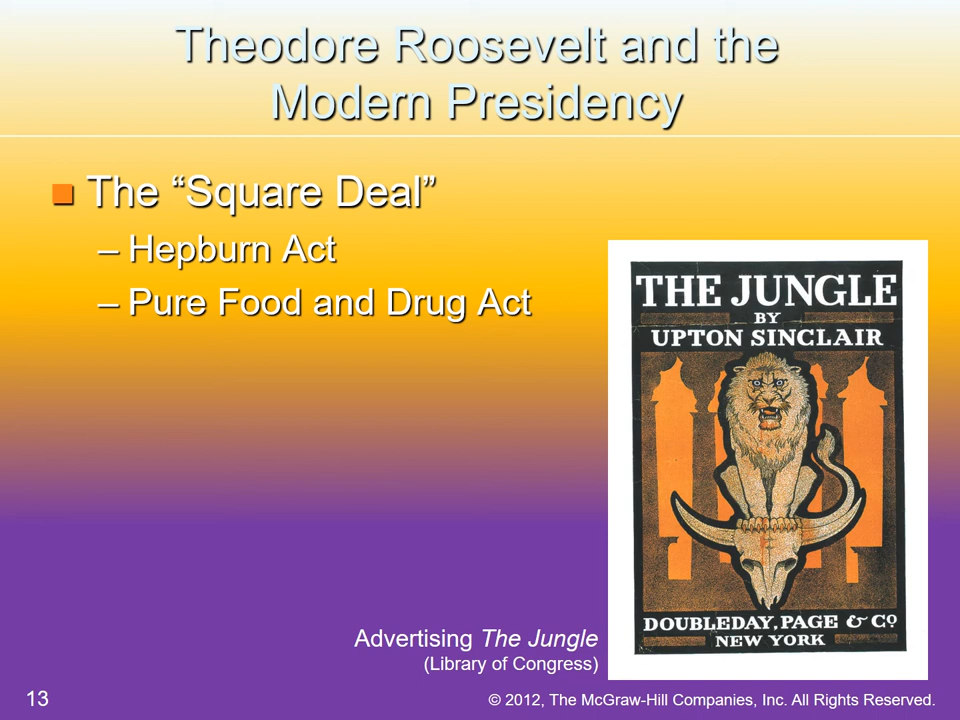 Theodore Roosevelt and the
Modern Presidency
■ The “Square Deal”
– Hepburn Act
– Pure Food and Drug Act
THE JUNGLE
BY
UPTON SINCLAIR
DOUBLEDAY, PAGE & Cº
NEW YORK
Advertising The Jungle
(Library of Congress)
13
© 2012, The McGraw-Hill Companies, Inc. All Rights Reserved.